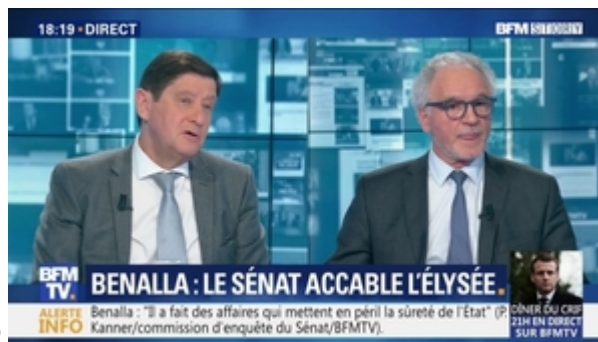 18:19 • DIRECT
BFM STORY
BFM
TV.
BENALLA : LE SÉNAT ACCABLE L'ÉLYSÉE.
ALERTE
INFO
Benalla : "Il a fait des affaires qui mettent en péril la sûreté de l'État" (P.
Kanner/commission d'enquête du Sénat/BFMTV).
DÎNER DU CRIF
21H EN DIRECT
SUR BFMTV